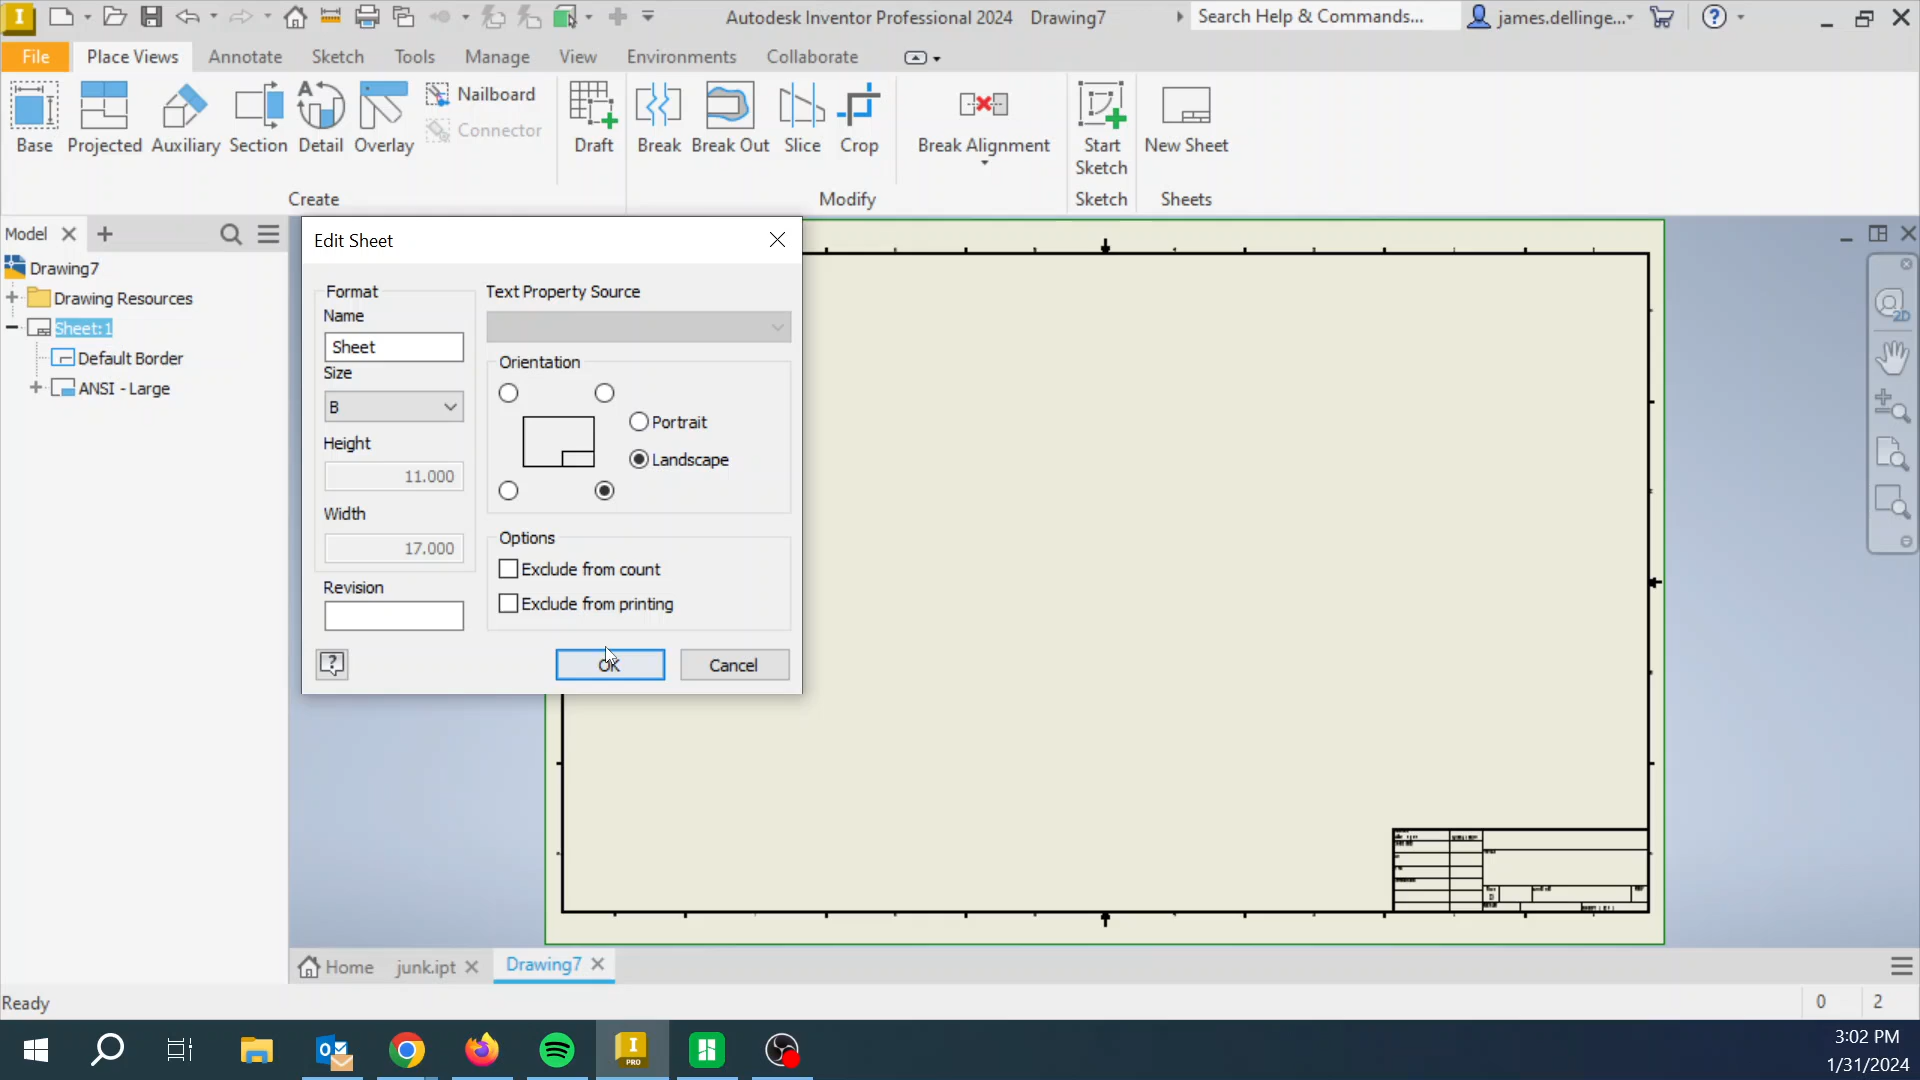 Autodesk Inventor Professional 2024 Drawing7
Search Help & Commands...
james.dellinge...
File Place Views Annotate Sketch Tools Manage View Environments Collaborate
Base Projected Auxiliary Section Detail Overlay
Nailboard
Connector
Draft
Break Break Out Slice Crop
Break Alignment
Start
Sketch
New Sheet
Create Modify Sketch Sheets
Model
Drawing7
Drawing Resources
Sheet:1
Default Border
ANSI - Large
Edit Sheet
Format
Name
Sheet
Size
B
Height
11.000
Width
17.000
Revision
Text Property Source
Orientation
Portrait
Landscape
Options
Exclude from count
Exclude from printing
OK Cancel
Home junk.ipt Drawing7
Ready 0 2
PRO
3:02 PM
1/31/2024